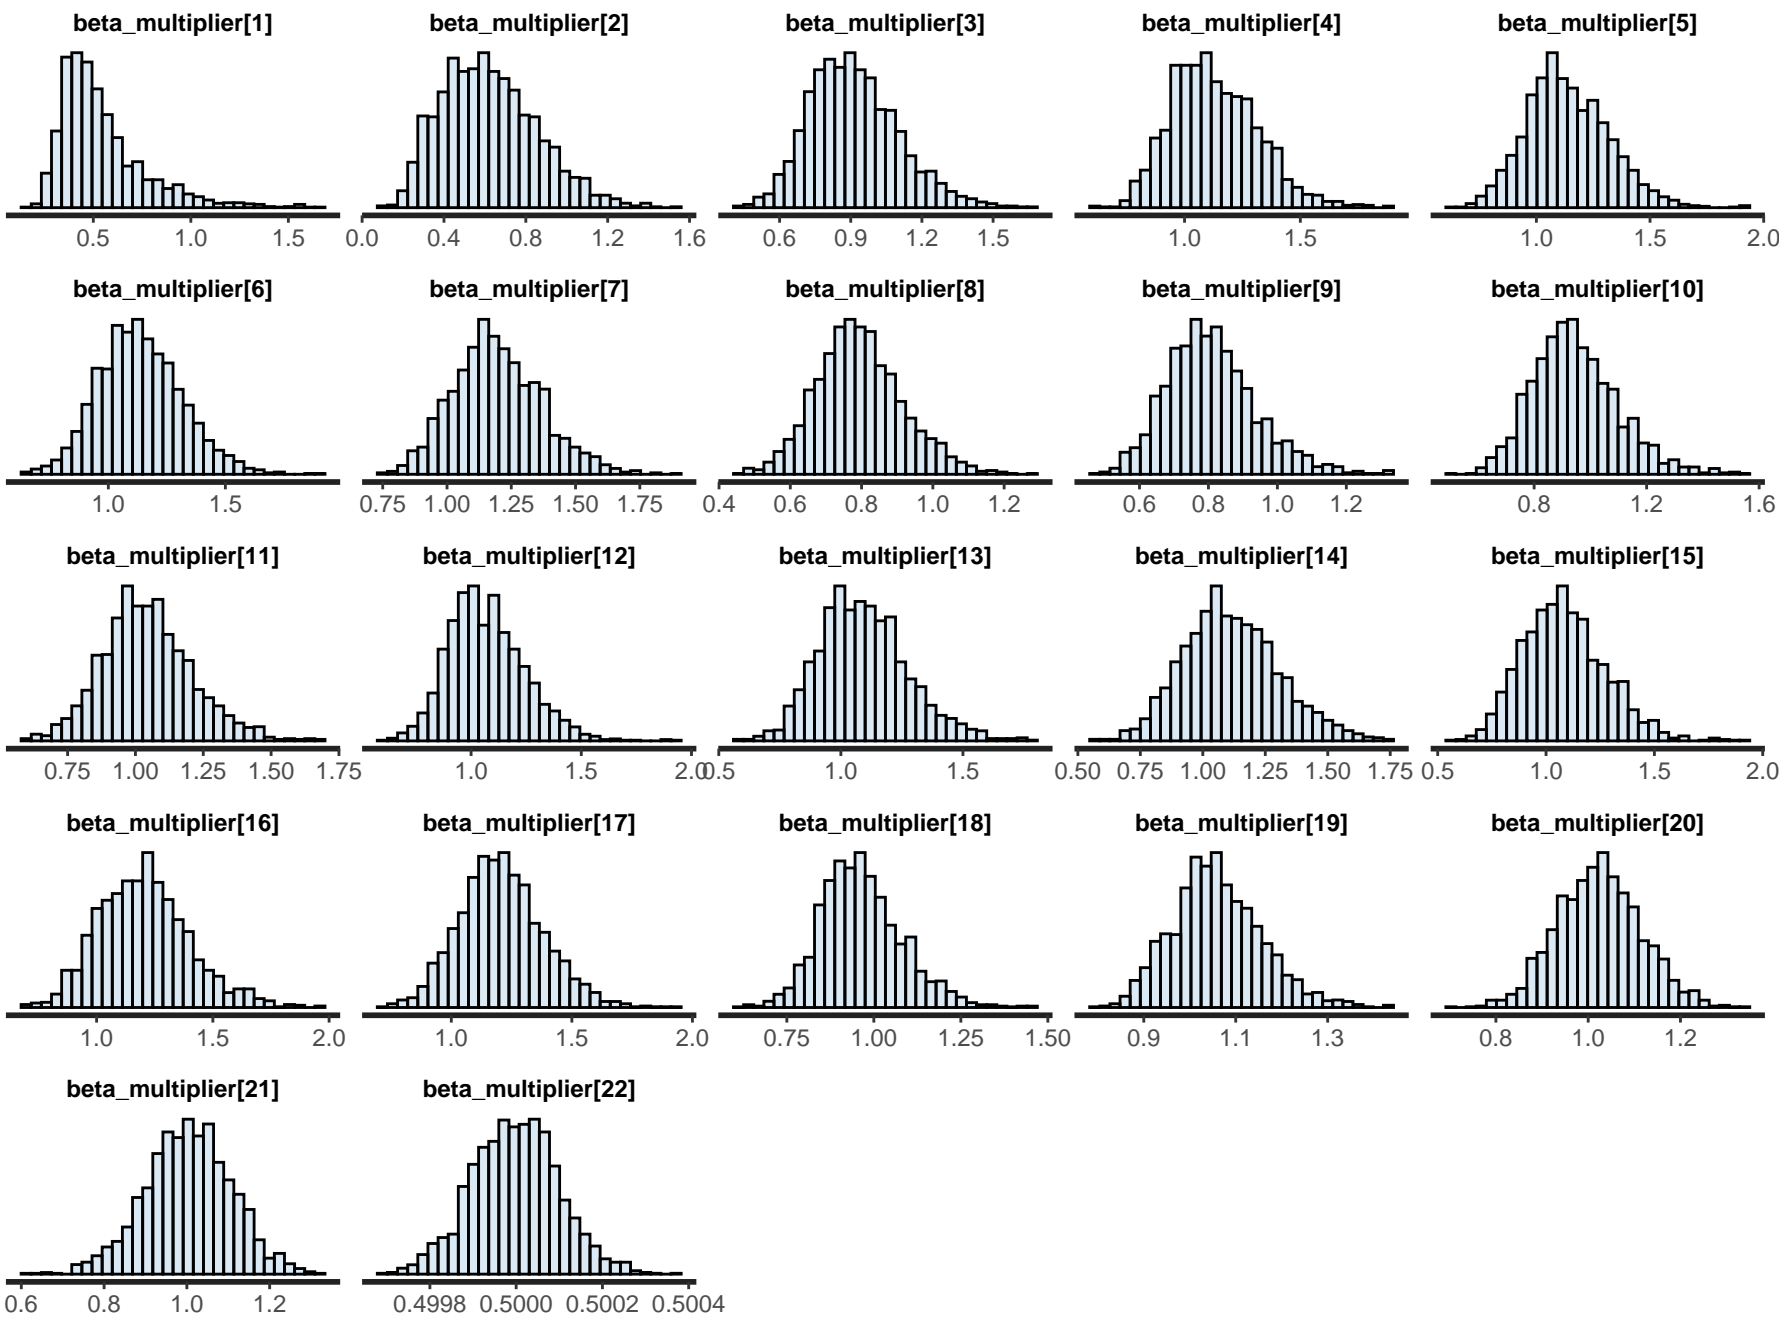 beta_multiplier[1] beta_multiplier[2] beta_multiplier[3] beta_multiplier[4] beta_multiplier[5]
0.5 1.0 1.5 0.0 0.4 0.8 1.2 1.6 0.6 0.9 1.2 1.5 1.0 1.5 1.0 1.5 2.0
beta_multiplier[6] beta_multiplier[7] beta_multiplier[8] beta_multiplier[9] beta_multiplier[10]
1.0 1.5 0.75 1.00 1.25 1.50 1.75 0.4 0.6 0.8 1.0 1.2 0.6 0.8 1.0 1.2 0.8 1.2 1.6
beta_multiplier[11] beta_multiplier[12] beta_multiplier[13] beta_multiplier[14] beta_multiplier[15]
0.75 1.00 1.25 1.50 1.75 1.0 1.5 2.0 0.5 1.0 1.5 0.50 0.75 1.00 1.25 1.50 1.75 0.5 1.0 1.5 2.0
beta_multiplier[16] beta_multiplier[17] beta_multiplier[18] beta_multiplier[19] beta_multiplier[20]
1.0 1.5 2.0 1.0 1.5 2.0 0.75 1.00 1.25 1.50 0.9 1.1 1.3 0.8 1.0 1.2
beta_multiplier[21] beta_multiplier[22]
0.6 0.8 1.0 1.2 0.4998 0.5000 0.5002 0.5004